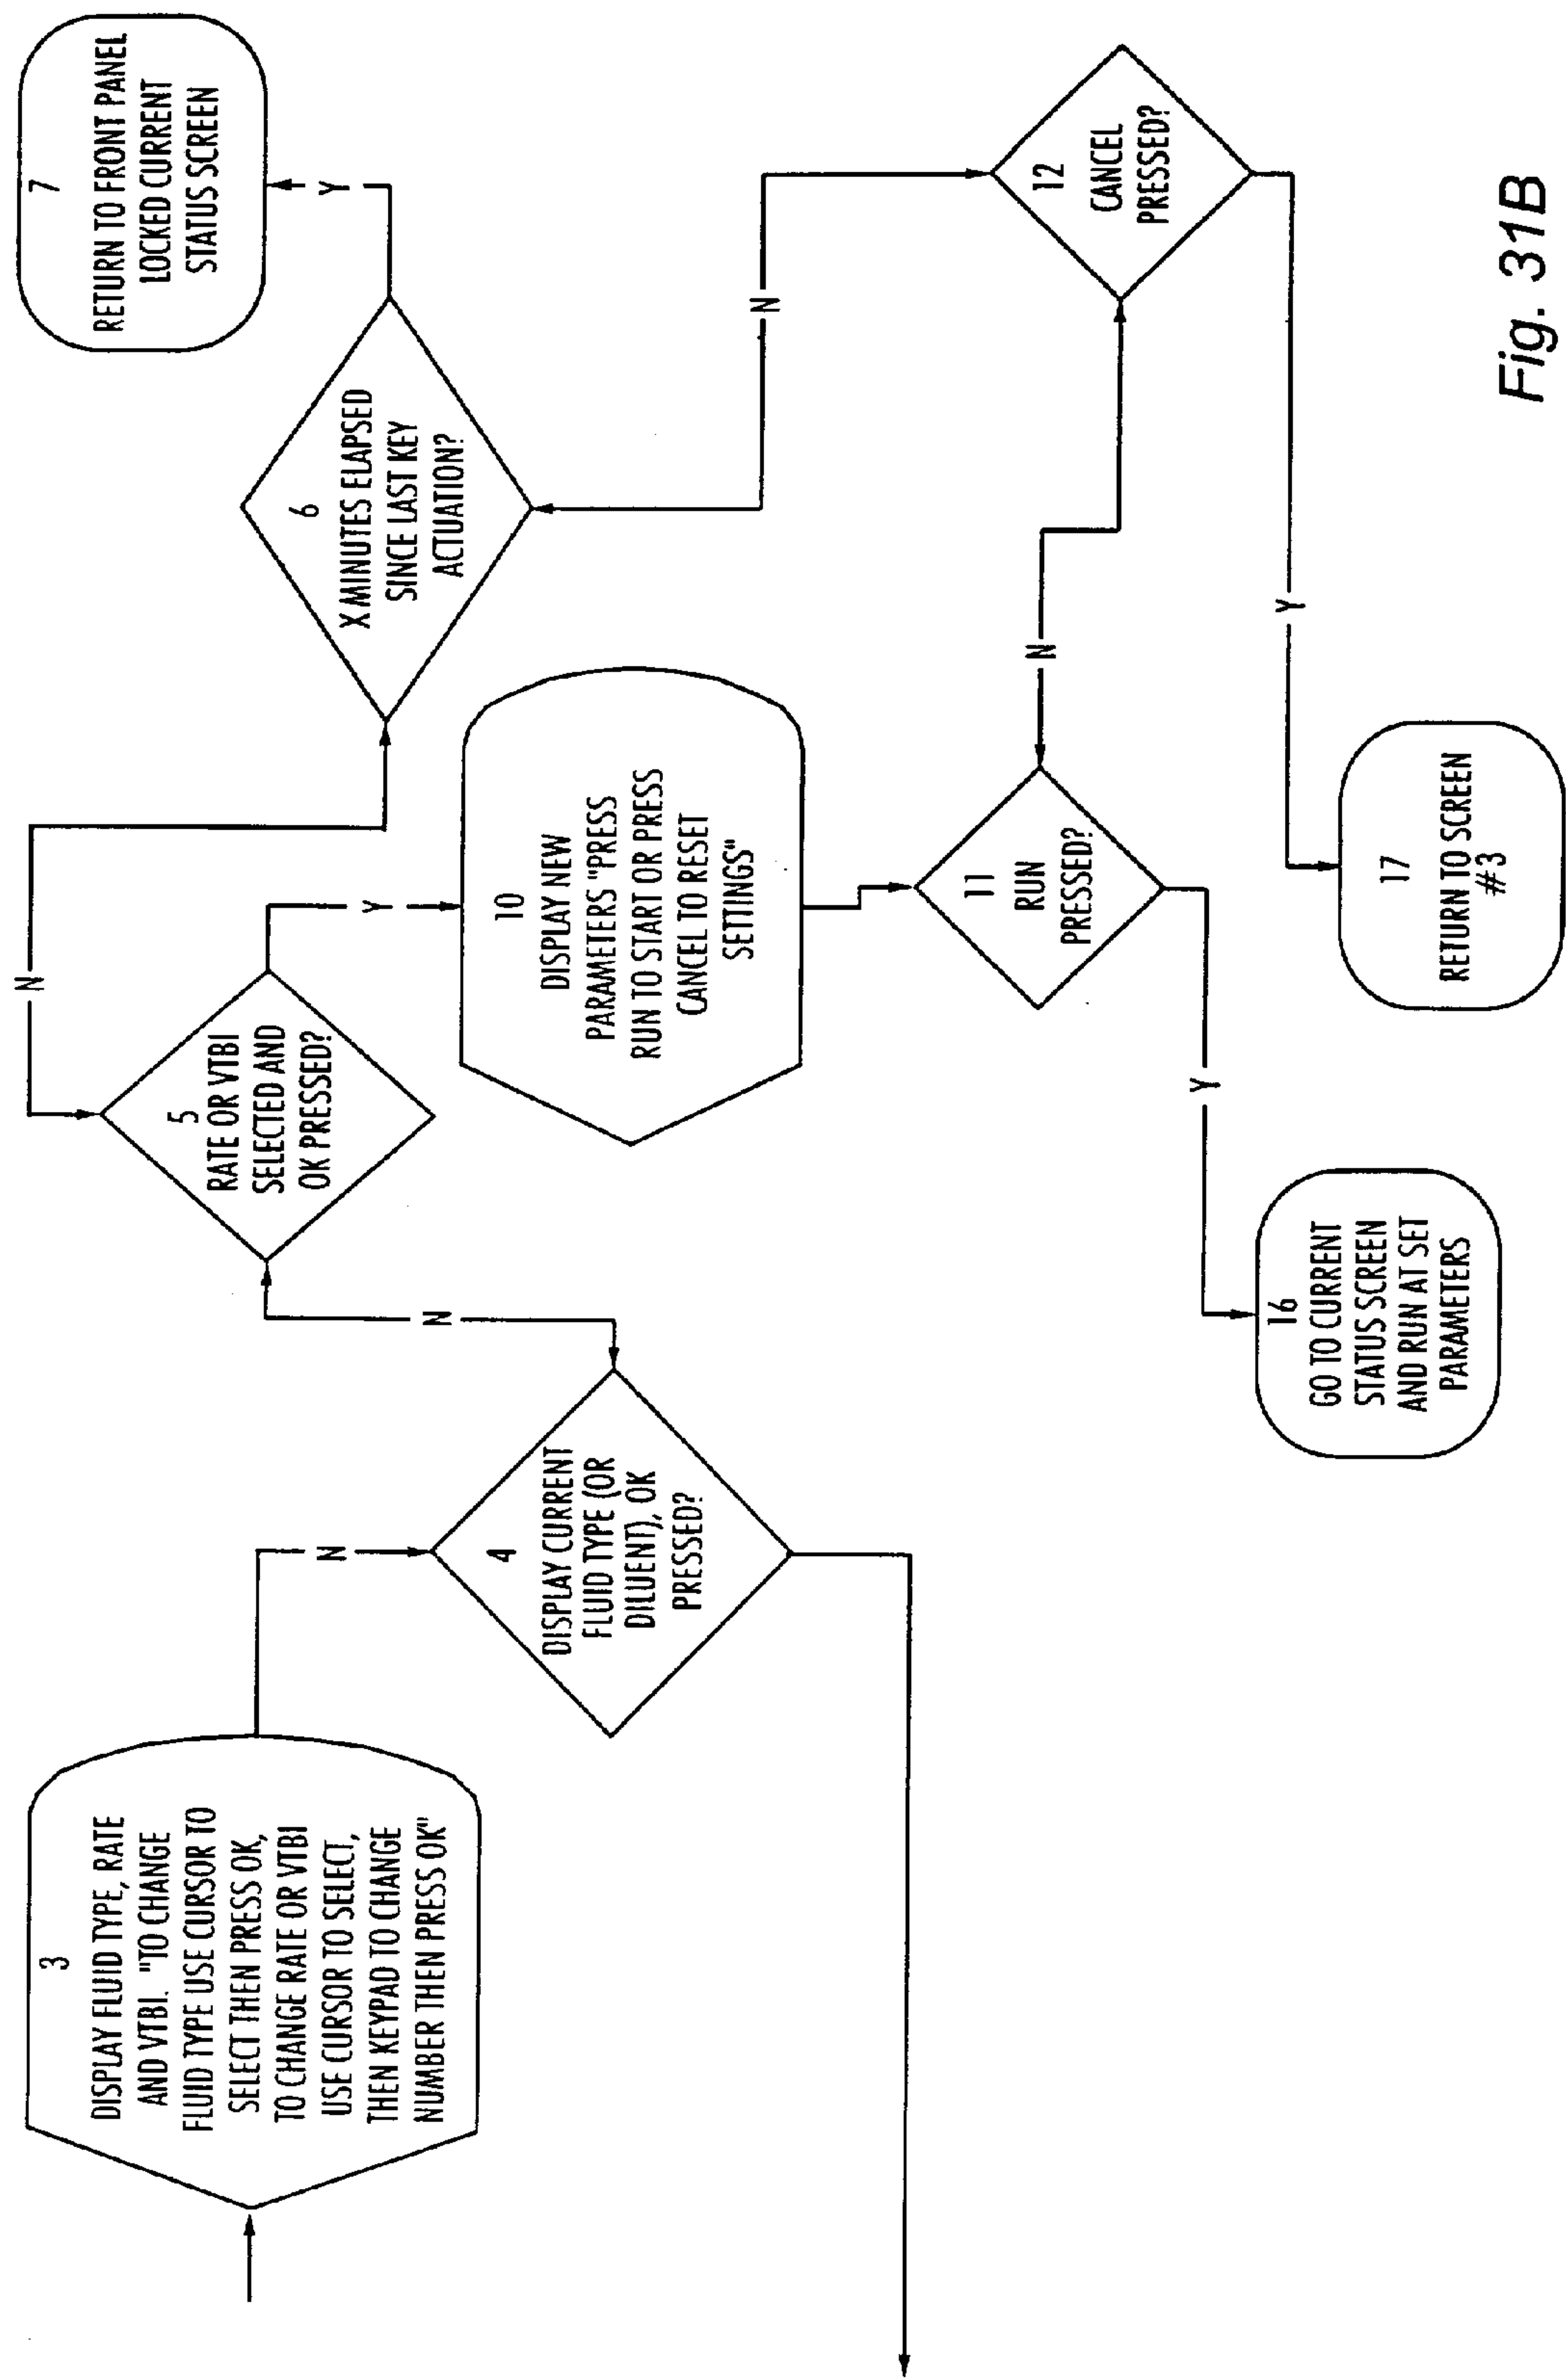 3
DISPLAY FLUID TYPE, RATE
AND VTBI. "TO CHANGE
FLUID TYPE USE CURSOR TO
SELECT THEN PRESS OK,
TO CHANGE RATE OR VTBI
USE CURSOR TO SELECT,
THEN KEYPAD TO CHANGE
NUMBER THEN PRESS OK"
N
4
DISPLAY CURRENT
FLUID TYPE (OR
DILUENT), OK
PRESSED?
N
5
RATE OR VTBI
SELECTED AND
OK PRESSED?
N
Y
6
X MINUTES ELAPSED
SINCE LAST KEY
ACTUATION?
Y
7
RETURN TO FRONT PANEL
LOCKED CURRENT
STATUS SCREEN
N
10
DISPLAY NEW
PARAMETERS "PRESS
RUN TO START OR PRESS
CANCEL TO RESET
SETTINGS"
11
RUN
PRESSED?
N
12
CANCEL
PRESSED?
Y
Y
16
GO TO CURRENT
STATUS SCREEN
AND RUN AT SET
PARAMETERS
17
RETURN TO SCREEN
#3
Fig. 31B